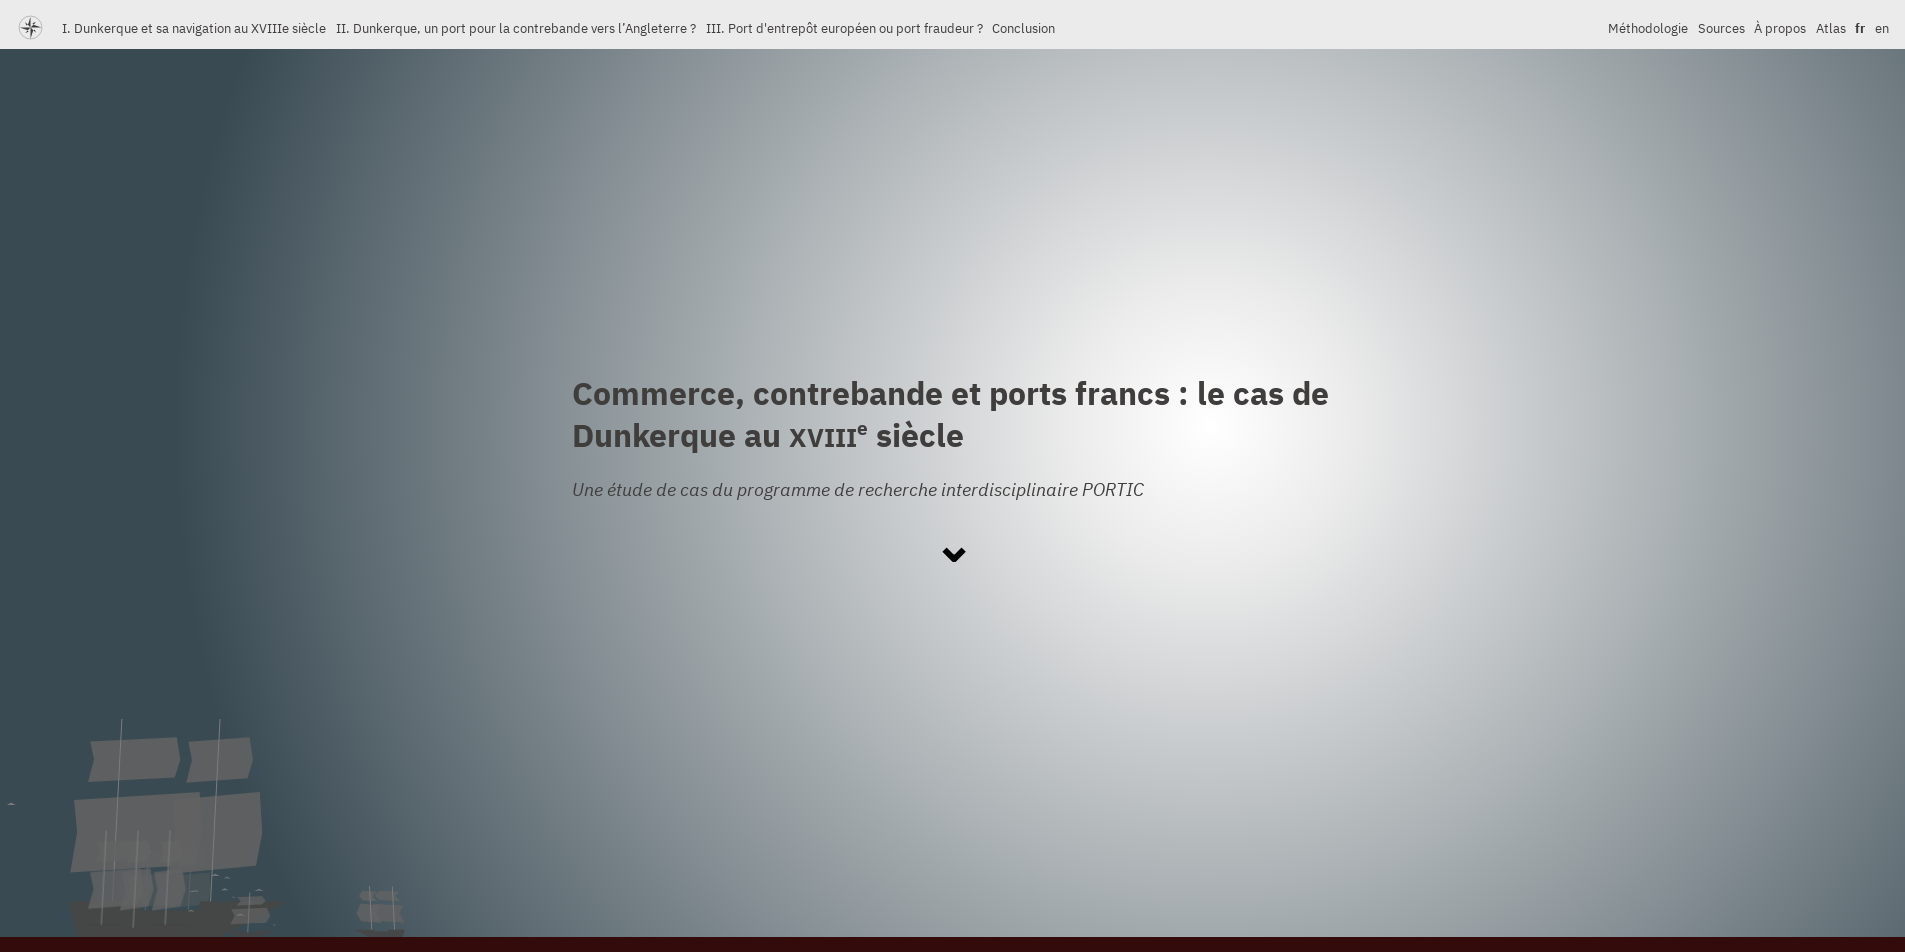 I. Dunkerque et sa navigation au XVIIIe siècle II. Dunkerque, un port pour la contrebande vers l’Angleterre ? III. Port d'entrepôt européen ou port fraudeur ? Conclusion Méthodologie Sources À propos Atlas fr en
Commerce, contrebande et ports francs : le cas de
Dunkerque au XVIIIe siècle
Une étude de cas du programme de recherche interdisciplinaire PORTIC